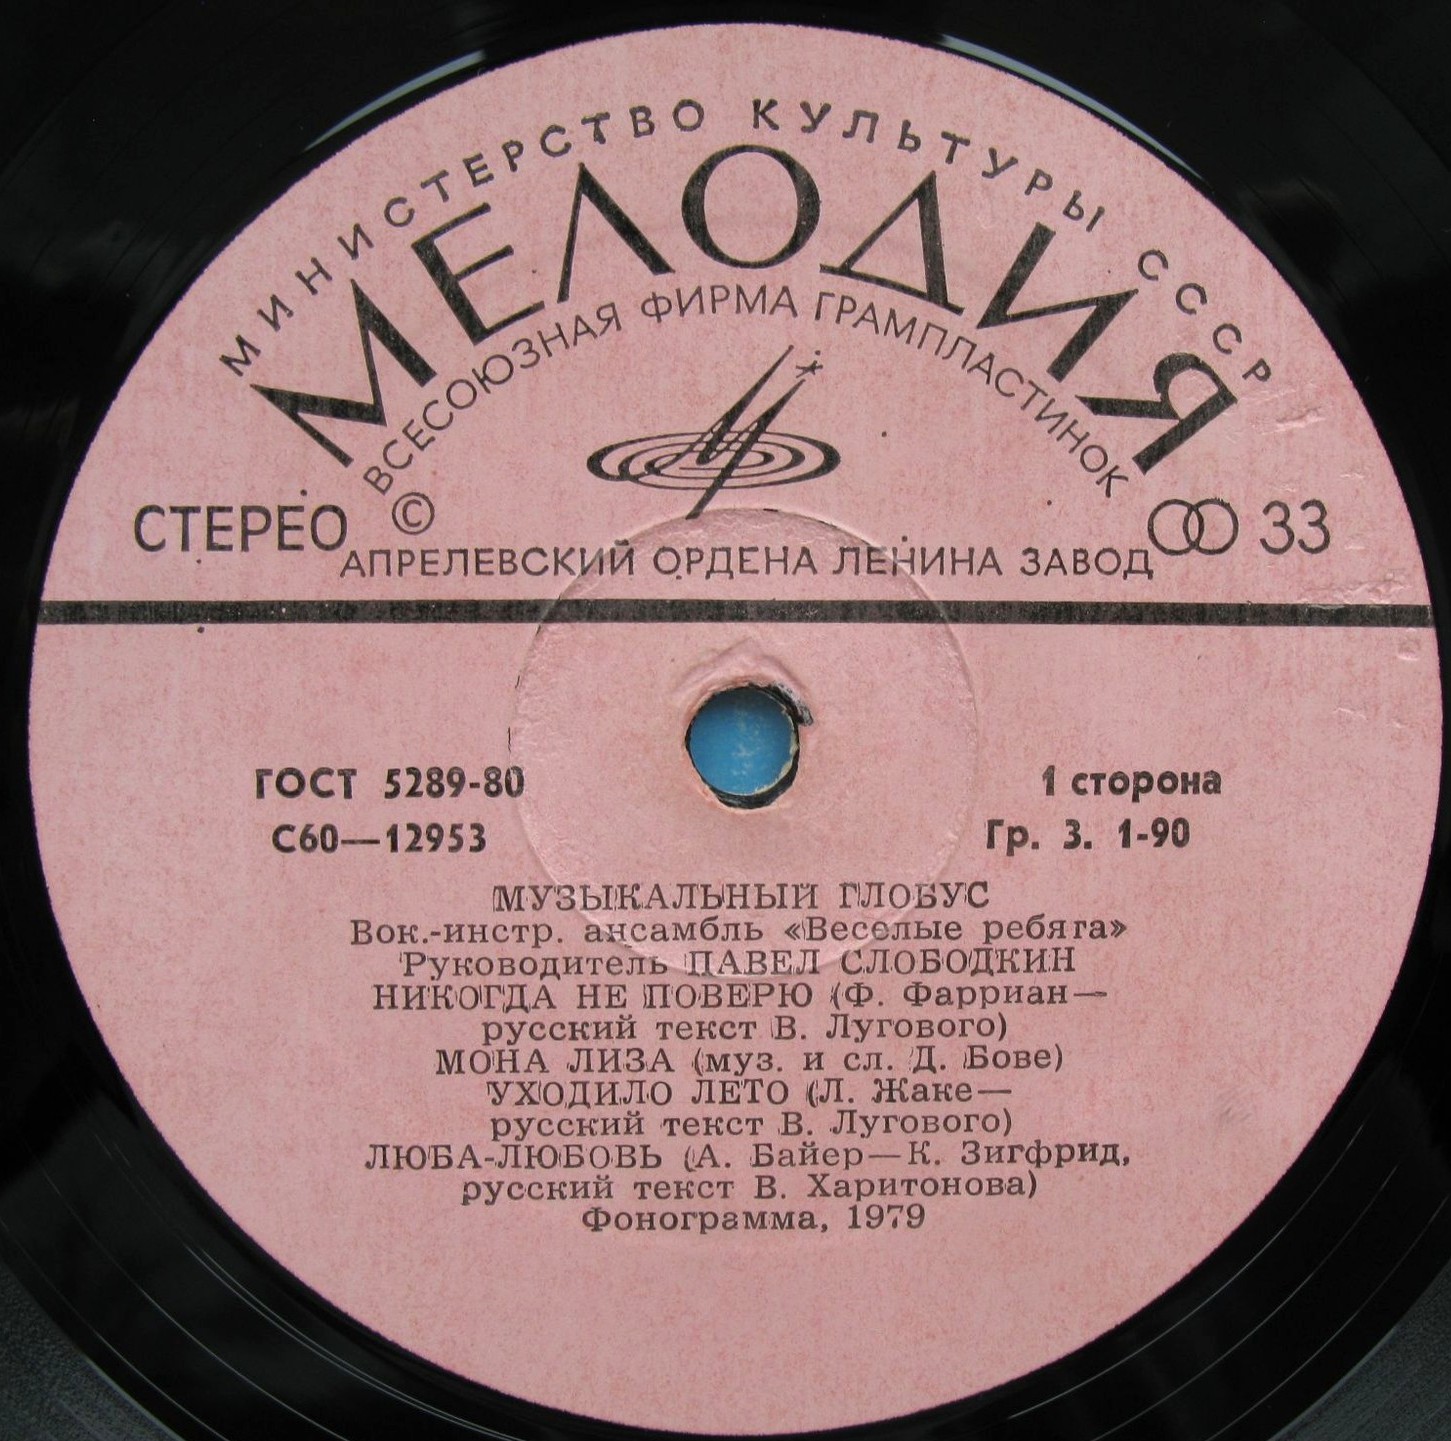 МИНИСТЕРСТВО КУЛЬТУРЫ СССР
МЕЛОДИЯ
ВСЕСОЮЗНАЯ ФИРМА ГРАМПЛАСТИНОК
СТЕРЕО © 33
АПРЕЛЕВСКИЙ ОРДЕНА ЛЕНИНА ЗАВОД
ГОСТ 5289-80 1 сторона
С60—12953 Гр. 3. 1-90
МУЗЫКАЛЬНЫЙ ГЛОБУС
Вок.-инстр. ансамбль «Веселые ребята»
Руководитель ПАВЕЛ СЛОБОДКИН
НИКОГДА НЕ ПОВЕРЮ (Ф. Фарриан—
русский текст В. Лугового)
МОНА ЛИЗА (муз. и сл. Д. Бове)
УХОДИЛО ЛЕТО (Л. Жаке—
русский текст В. Лугового)
ЛЮБА-ЛЮБОВЬ (А. Байер—К. Зигфрид,
русский текст В. Харитонова)
Фонограмма, 1979